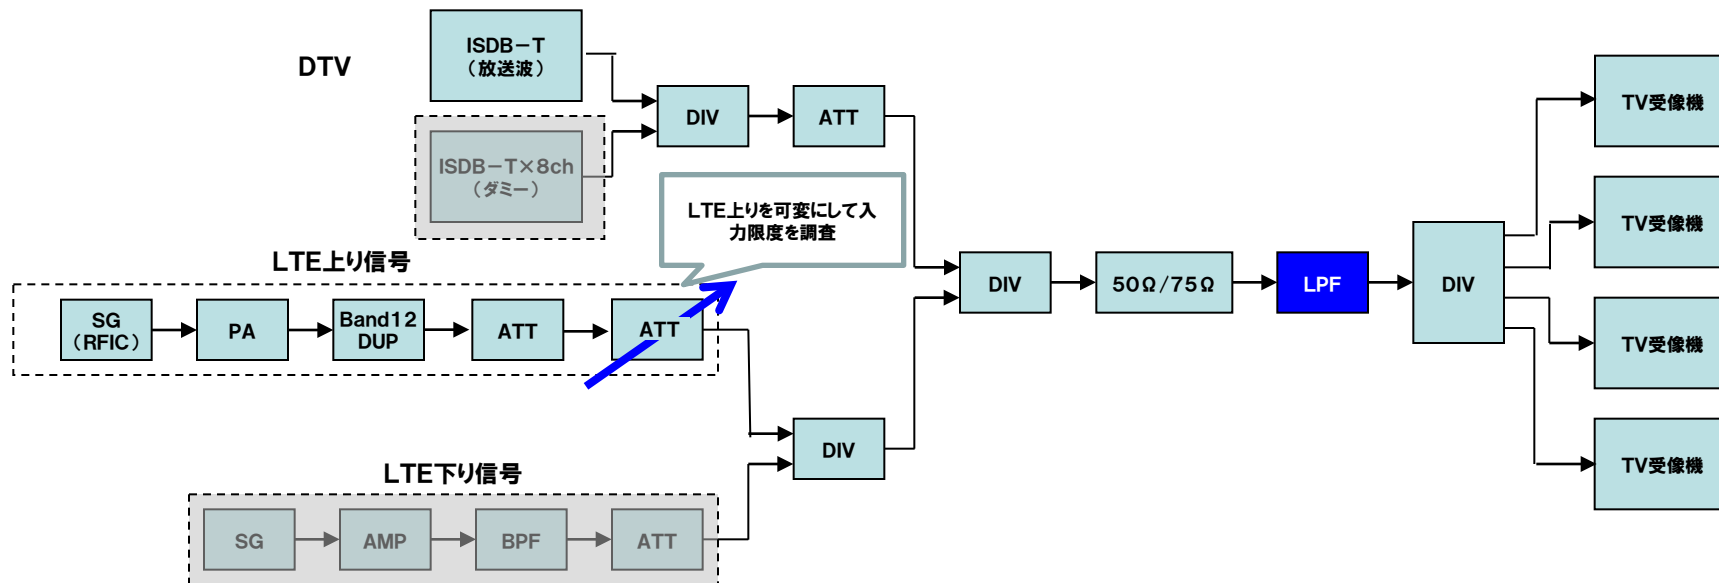 DTV
ISDB－T
（放送波）
ISDB－T×8ch
（ダミー）
DIV
ATT
LTE上りを可変にして入
力限度を調査
LTE上り信号
SG
（RFIC）
PA
Band12
DUP
ATT
ATT
LTE下り信号
SG
AMP
BPF
ATT
DIV
DIV
50Ω/75Ω
LPF
DIV
TV受像機
TV受像機
TV受像機
TV受像機